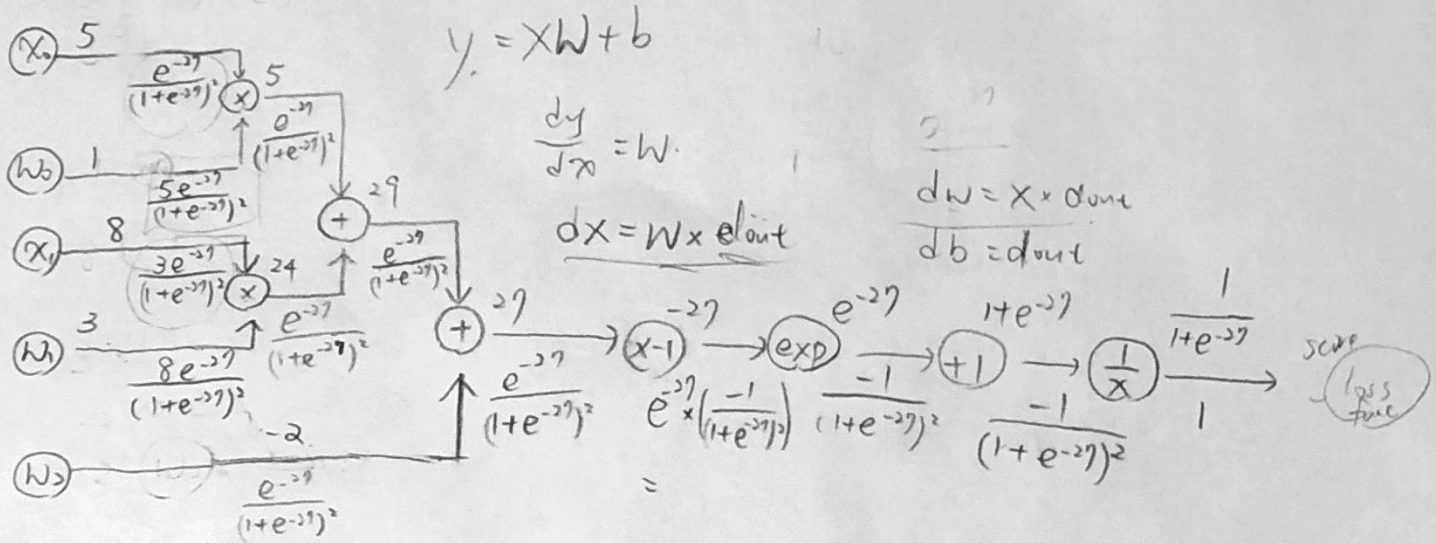 x₀ 5
e^-27/(1+e^-27)²
× 5
e^-27/(1+e^-27)²
w₀ 1
5e^-27/(1+e^-27)²
x₁ 8
3e^-27/(1+e^-27)²
× 24
e^-27/(1+e^-27)²
w₁ 3
8e^-27/(1+e^-27)²
+ 29
e^-27/(1+e^-27)²
w₂ -2
e^-27/(1+e^-27)²
+ 27
e^-27/(1+e^-27)²
×-1 -27
e^-27×(-1/(1+e^-27)²)
=
exp e^-27
-1/(1+e^-27)²
+1 1+e^-27
-1/(1+e^-27)²
1/x 1/(1+e^-27)
1
score
loss
func
y = XW+b
dy/dx = W.
dx = W × dout
dw = X × dout
db = dout